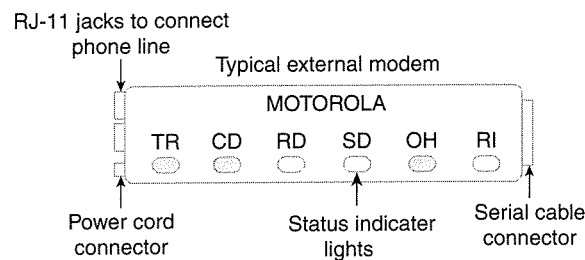 RJ-11 jacks to connect
phone line
Typical external modem
MOTOROLA
TR CD RD SD OH RI
Power cord
connector
Status indicater
lights
Serial cable
connector